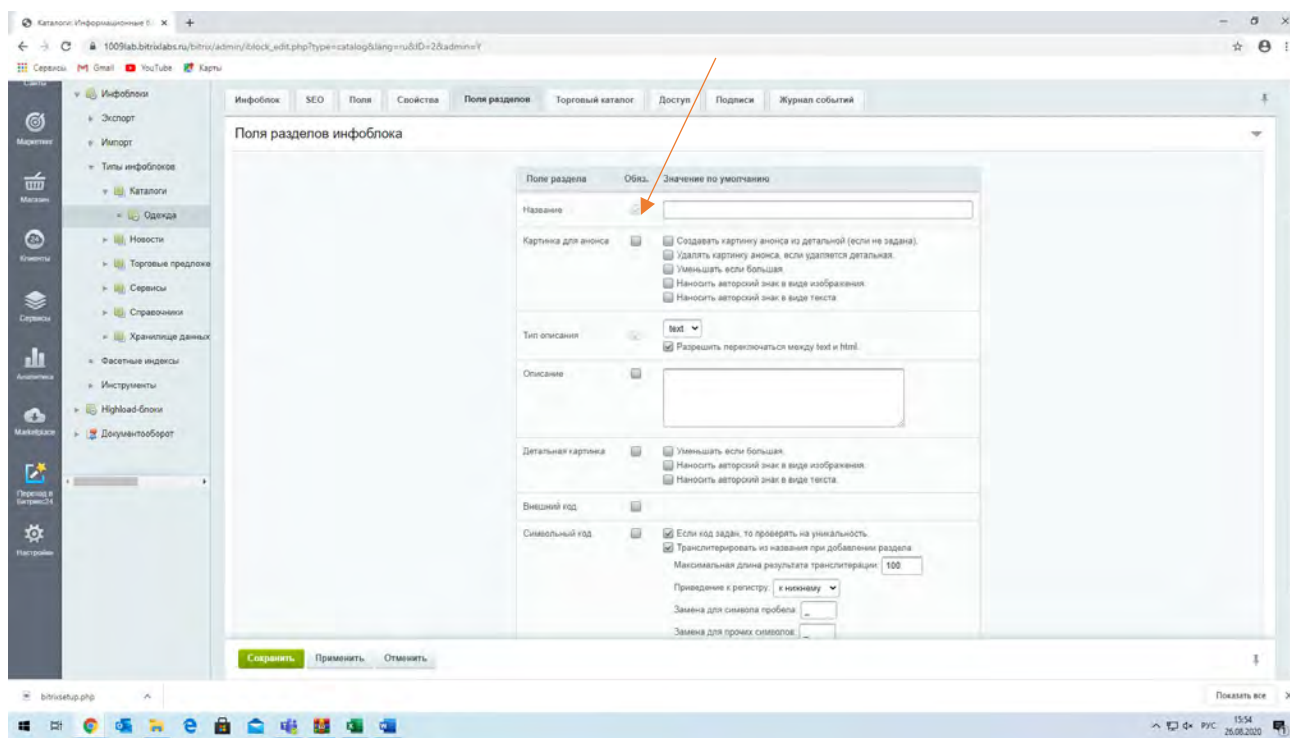 Каталоги: Информационные б
1009lab.bitrixlabs.ru/bitrix/admin/iblock_edit.php?type=catalog&lang=ru&ID=2&admin=Y
Сервисы Gmail YouTube Карты
Сайты
Маркетинг
Магазин
24
Клиенты
Сервисы
Аналитика
Marketplace
Переход в
Битрикс24
Настройки
Инфоблоки
Экспорт
Импорт
Типы инфоблоков
Каталоги
Одежда
Новости
Торговые предложе
Сервисы
Справочники
Хранилище данных
Фасетные индексы
Инструменты
Highload-блоки
Документооборот
Инфоблок SEO Поля Свойства Поля разделов Торговый каталог Доступ Подписи Журнал событий
Поля разделов инфоблока
Поле раздела Обяз. Значение по умолчанию
Название
Картинка для анонса
Создавать картинку анонса из детальной (если не задана).
Удалять картинку анонса, если удаляется детальная.
Уменьшать если большая.
Наносить авторский знак в виде изображения.
Наносить авторский знак в виде текста.
Тип описания
text
Разрешить переключаться между text и html.
Описание
Детальная картинка
Уменьшать если большая.
Наносить авторский знак в виде изображения.
Наносить авторский знак в виде текста.
Внешний код
Символьный код
Если код задан, то проверять на уникальность.
Транслитерировать из названия при добавлении раздела.
Максимальная длина результата транслитерации: 100
Приведение к регистру: к нижнему
Замена для символа пробела: _
Замена для прочих символов: _
Сохранить Применить Отменить
bitrixsetup.php
Показать все
РУС 15:54
26.08.2020